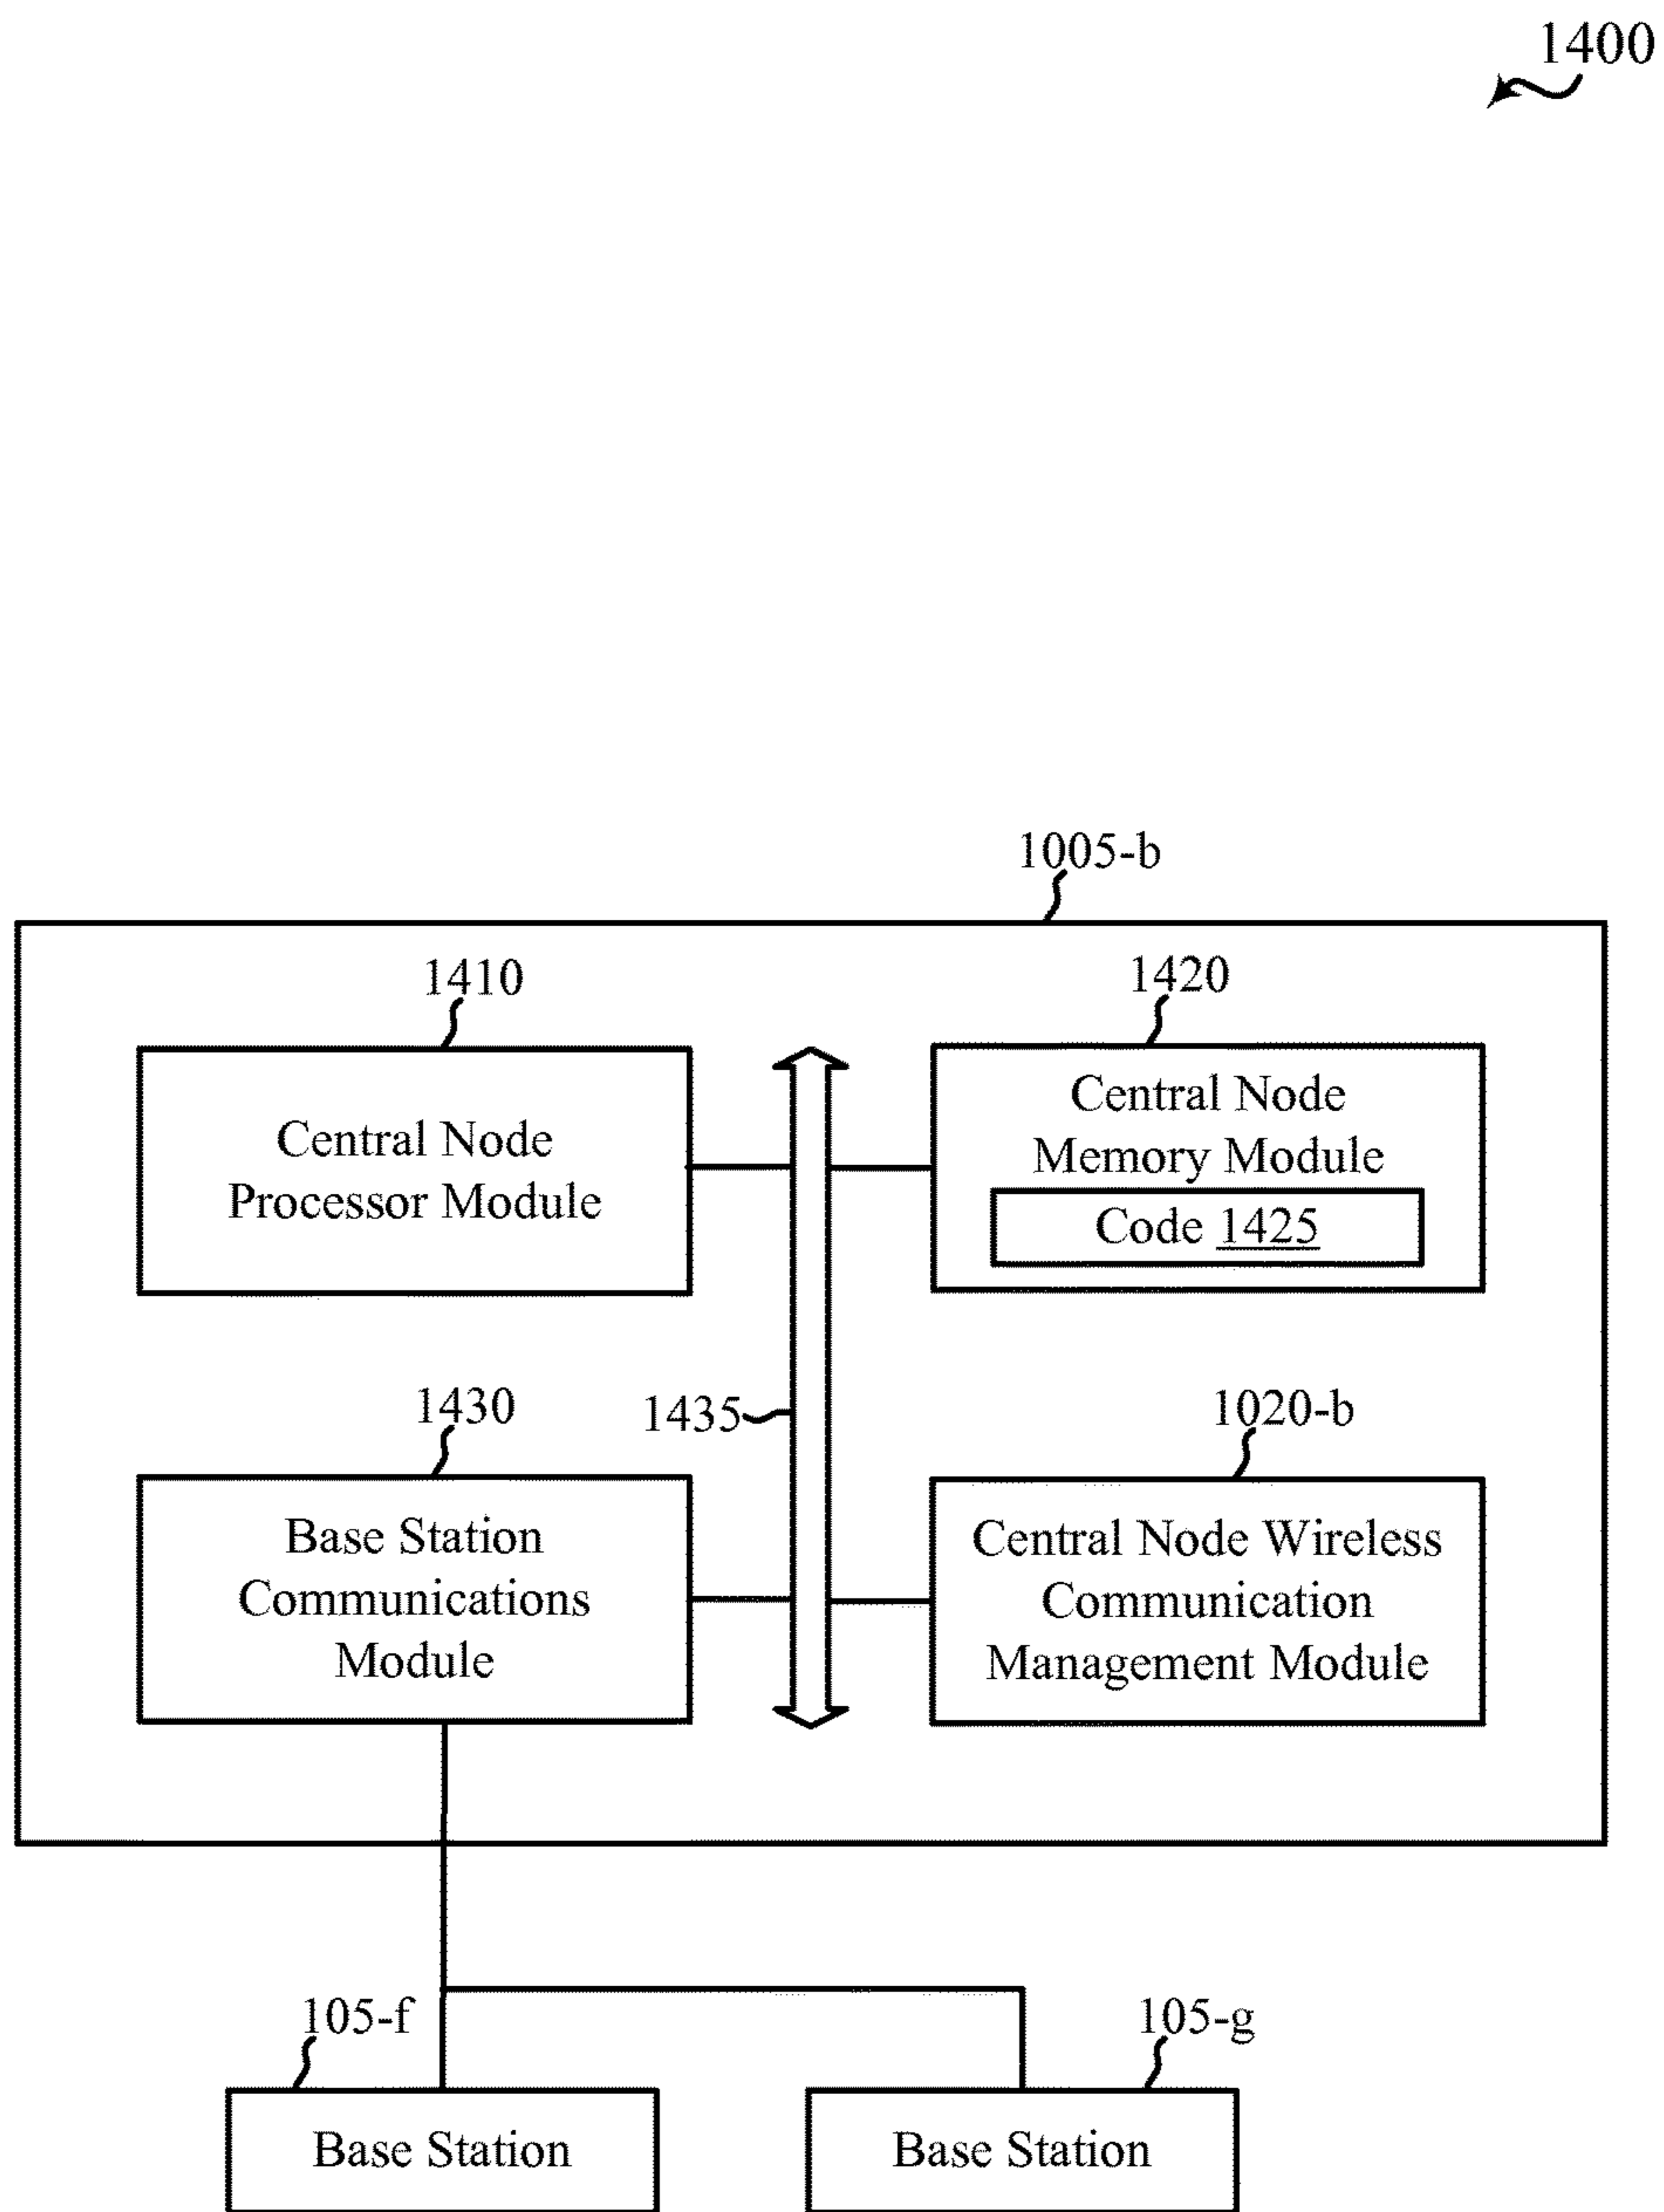 1400
1005-b
1410
1420
Central Node
Processor Module
Central Node
Memory Module
Code 1425
1430
1435
1020-b
Base Station
Communications
Module
Central Node Wireless
Communication
Management Module
105-f
105-g
Base Station
Base Station